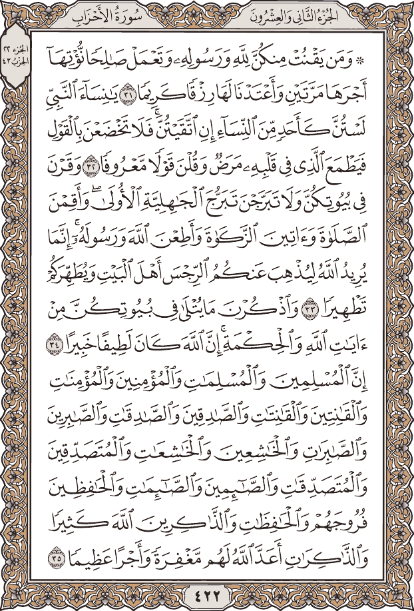 الجزء الثاني والعشرون
سورة الأحزاب
الجزء ٢٢
الحزب ٤٣
۞ وَمَن يَقۡنُتۡ مِنكُنَّ لِلَّهِ وَرَسُولِهِۦ وَتَعۡمَلۡ صَٰلِحٗا نُّؤۡتِهَآ
أَجۡرَهَا مَرَّتَيۡنِ وَأَعۡتَدۡنَا لَهَا رِزۡقٗا كَرِيمٗا ٣١ يَٰنِسَآءَ ٱلنَّبِيِّ
لَسۡتُنَّ كَأَحَدٖ مِّنَ ٱلنِّسَآءِ إِنِ ٱتَّقَيۡتُنَّۚ فَلَا تَخۡضَعۡنَ بِٱلۡقَوۡلِ
فَيَطۡمَعَ ٱلَّذِي فِي قَلۡبِهِۦ مَرَضٞ وَقُلۡنَ قَوۡلٗا مَّعۡرُوفٗا ٣٢ وَقَرۡنَ
فِي بُيُوتِكُنَّ وَلَا تَبَرَّجۡنَ تَبَرُّجَ ٱلۡجَٰهِلِيَّةِ ٱلۡأُولَىٰۖ وَأَقِمۡنَ
ٱلصَّلَوٰةَ وَءَاتِينَ ٱلزَّكَوٰةَ وَأَطِعۡنَ ٱللَّهَ وَرَسُولَهُۥٓۚ إِنَّمَا
يُرِيدُ ٱللَّهُ لِيُذۡهِبَ عَنكُمُ ٱلرِّجۡسَ أَهۡلَ ٱلۡبَيۡتِ وَيُطَهِّرَكُمۡ
تَطۡهِيرٗا ٣٣ وَٱذۡكُرۡنَ مَا يُتۡلَىٰ فِي بُيُوتِكُنَّ مِنۡ
ءَايَٰتِ ٱللَّهِ وَٱلۡحِكۡمَةِۚ إِنَّ ٱللَّهَ كَانَ لَطِيفًا خَبِيرًا ٣٤
إِنَّ ٱلۡمُسۡلِمِينَ وَٱلۡمُسۡلِمَٰتِ وَٱلۡمُؤۡمِنِينَ وَٱلۡمُؤۡمِنَٰتِ
وَٱلۡقَٰنِتِينَ وَٱلۡقَٰنِتَٰتِ وَٱلصَّٰدِقِينَ وَٱلصَّٰدِقَٰتِ وَٱلصَّٰبِرِينَ
وَٱلصَّٰبِرَٰتِ وَٱلۡخَٰشِعِينَ وَٱلۡخَٰشِعَٰتِ وَٱلۡمُتَصَدِّقِينَ
وَٱلۡمُتَصَدِّقَٰتِ وَٱلصَّٰٓئِمِينَ وَٱلصَّٰٓئِمَٰتِ وَٱلۡحَٰفِظِينَ
فُرُوجَهُمۡ وَٱلۡحَٰفِظَٰتِ وَٱلذَّٰكِرِينَ ٱللَّهَ كَثِيرٗا
وَٱلذَّٰكِرَٰتِ أَعَدَّ ٱللَّهُ لَهُم مَّغۡفِرَةٗ وَأَجۡرًا عَظِيمٗا ٣٥
٤٢٢